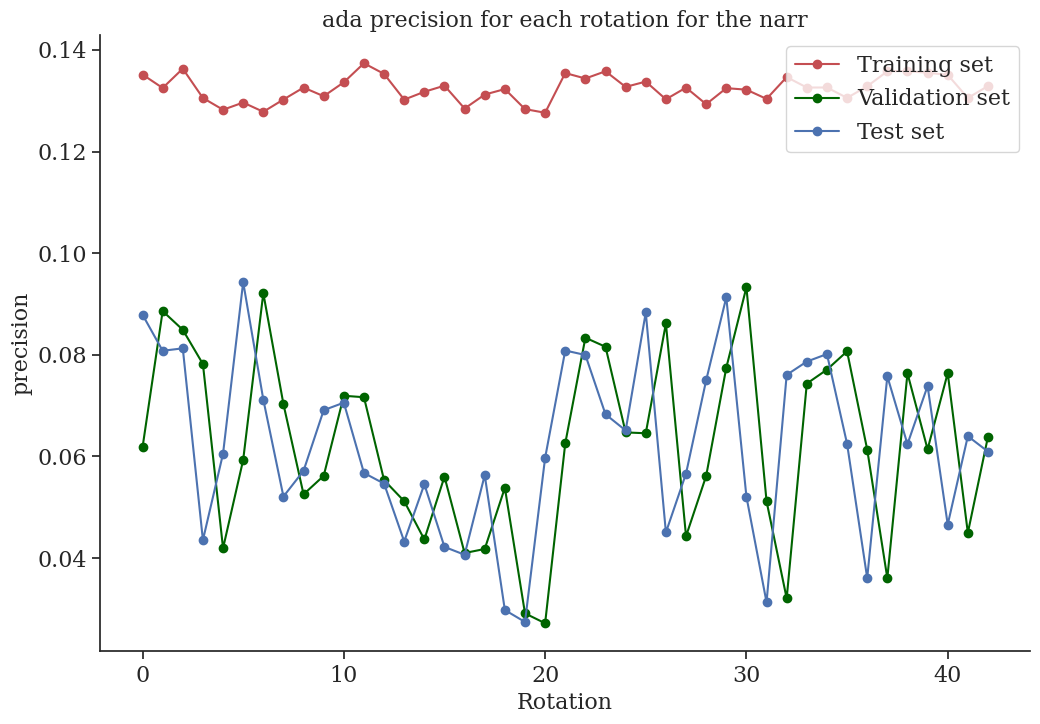 ada precision for each rotation for the narr
0.14
0.12
0.10
0.08
0.06
0.04
precision
Training set
Validation set
Test set
0 10 20 30 40
Rotation